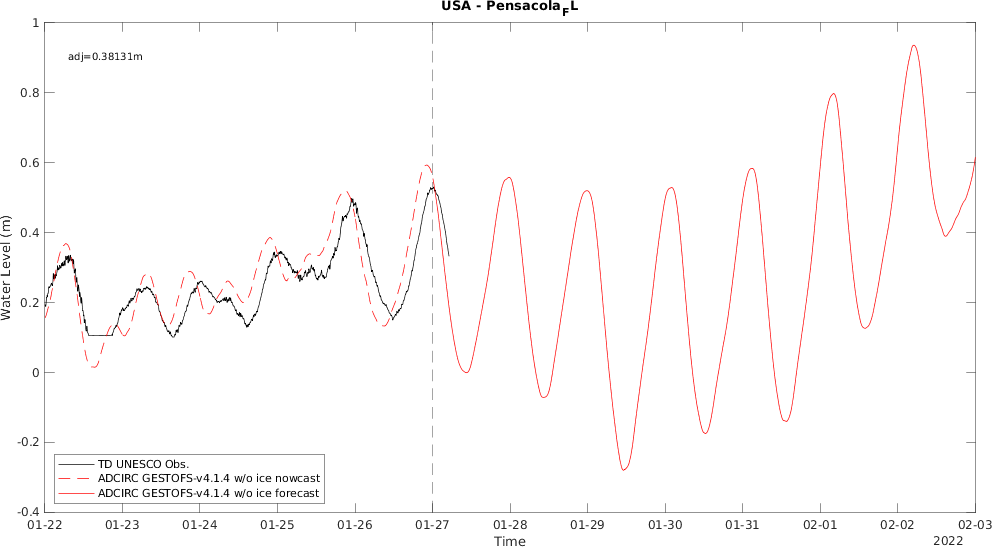 USA - Pensacola_FL
adj=0.38131m
1
0.8
0.6
0.4
0.2
0
-0.2
-0.4
Water Level (m)
TD UNESCO Obs.
ADCIRC GESTOFS-v4.1.4 w/o ice nowcast
ADCIRC GESTOFS-v4.1.4 w/o ice forecast
01-22 01-23 01-24 01-25 01-26 01-27 01-28 01-29 01-30 01-31 02-01 02-02 02-03
Time
2022